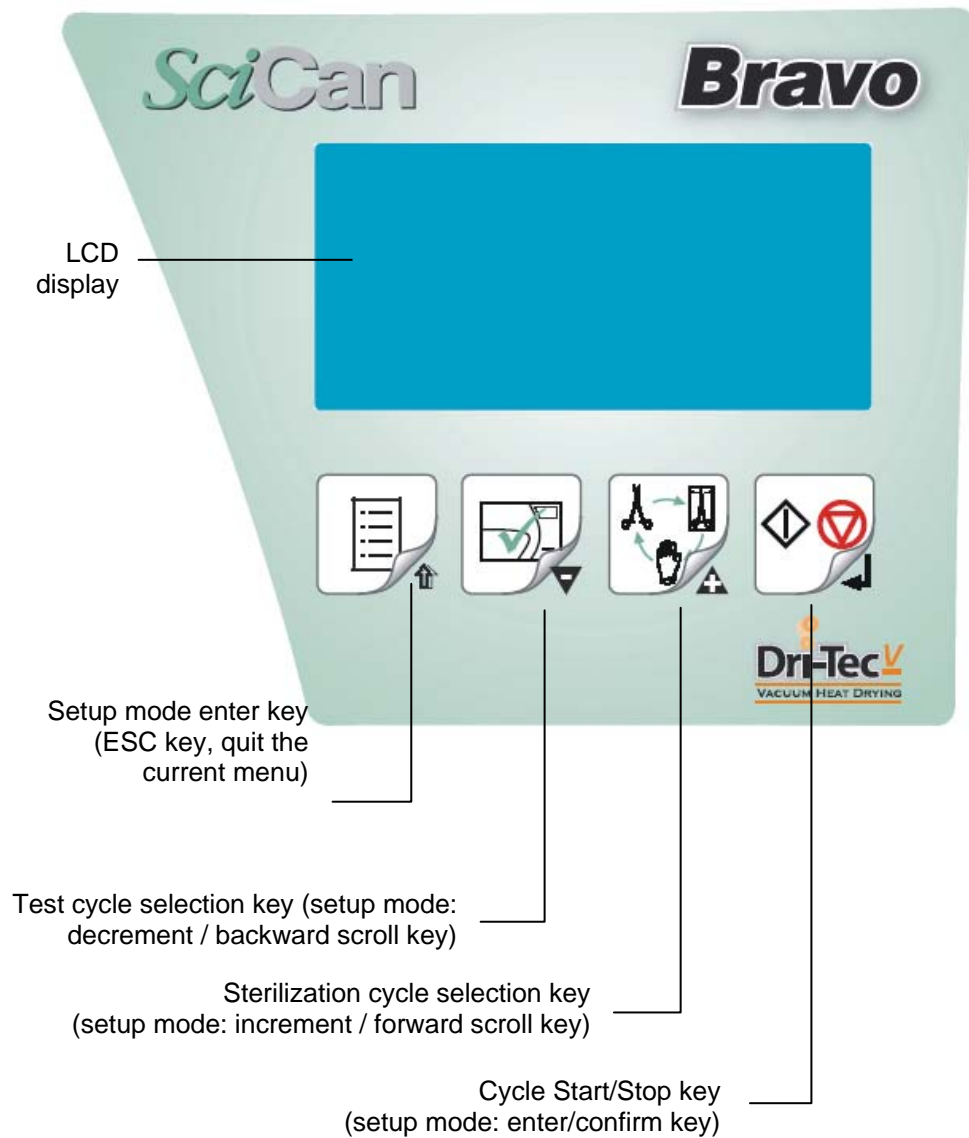 SciCan
Bravo
LCD
display
Dri-Tec V
VACUUM HEAT DRYING
Setup mode enter key
(ESC key, quit the
current menu)
Test cycle selection key (setup mode:
decrement / backward scroll key)
Sterilization cycle selection key
(setup mode: increment / forward scroll key)
Cycle Start/Stop key
(setup mode: enter/confirm key)